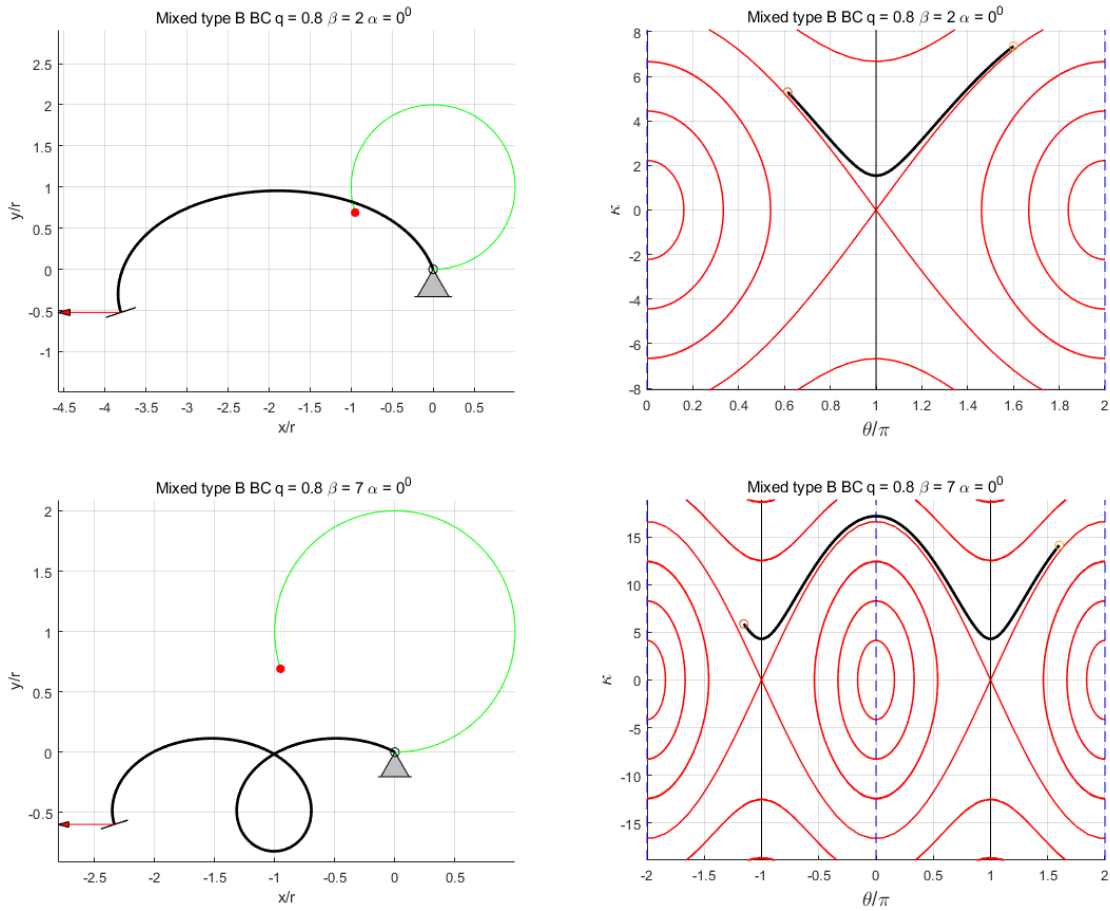 Mixed type B BC q = 0.8 β = 2 α = 0⁰
y/r
2.5
2
1.5
1
0.5
0
-0.5
-1
-4.5 -4 -3.5 -3 -2.5 -2 -1.5 -1 -0.5 0 0.5
x/r
Mixed type B BC q = 0.8 β = 2 α = 0⁰
κ
8
6
4
2
0
-2
-4
-6
-8
0 0.2 0.4 0.6 0.8 1 1.2 1.4 1.6 1.8 2
θ/π
Mixed type B BC q = 0.8 β = 7 α = 0⁰
y/r
2
1.5
1
0.5
0
-0.5
-2.5 -2 -1.5 -1 -0.5 0 0.5
x/r
Mixed type B BC q = 0.8 β = 7 α = 0⁰
κ
15
10
5
0
-5
-10
-15
-2 -1.5 -1 -0.5 0 0.5 1 1.5 2
θ/π